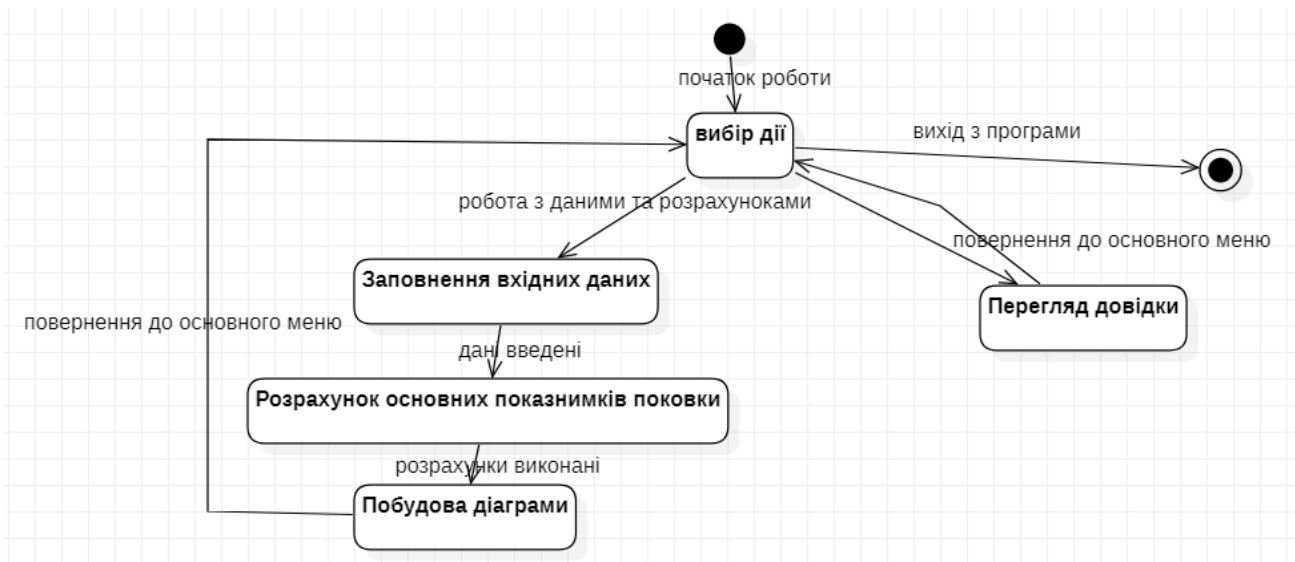 початок роботи
вибір дії
вихід з програми
робота з даними та розрахуноками
повернення до основного меню
Заповнення вхідних даних
Перегляд довідки
повернення до основного меню
дані введені
Розрахунок основних показнимків поковки
розрахунки виконані
Побудова діаграми